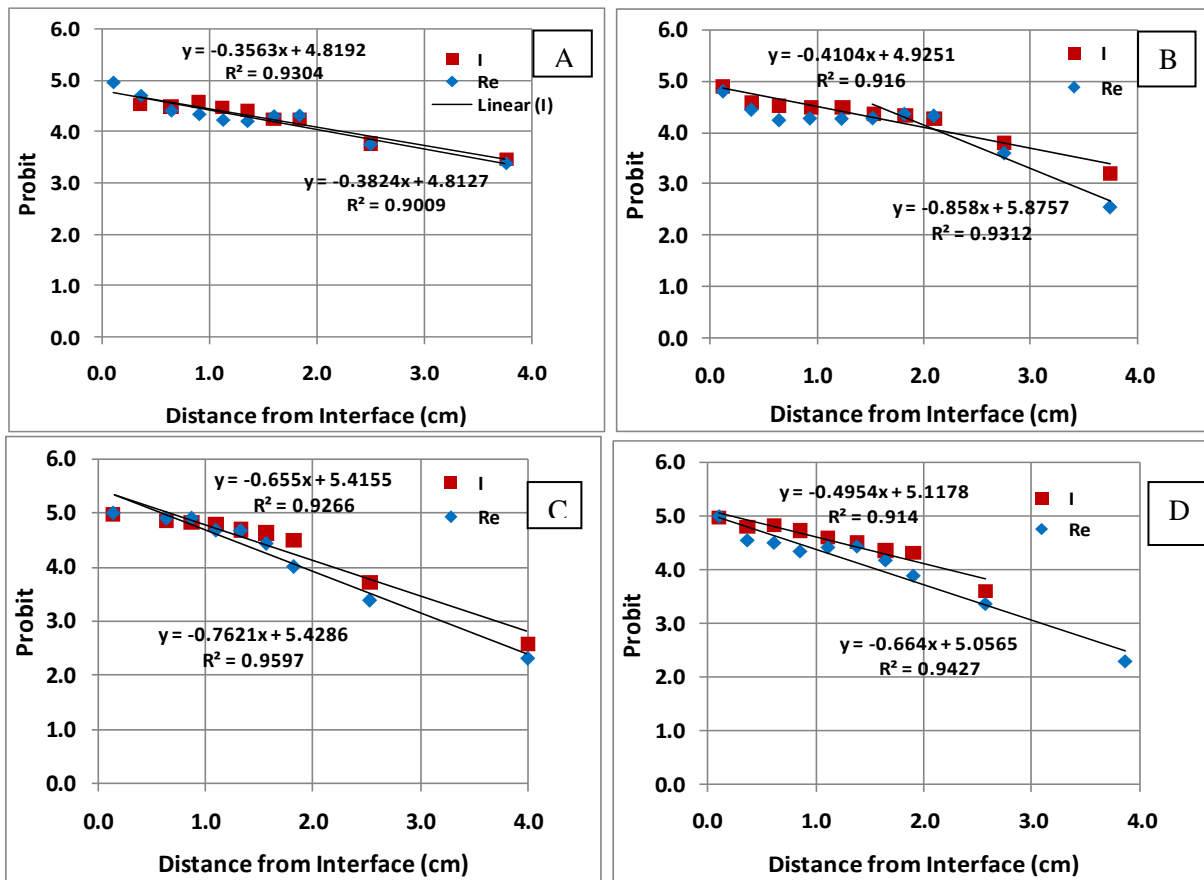 6.0
5.0
4.0
3.0
2.0
1.0
0.0
Probit
y = -0.3563x + 4.8192
R² = 0.9304
I
Re
Linear (I)
A
y = -0.3824x + 4.8127
R² = 0.9009
0.0 1.0 2.0 3.0 4.0
Distance from Interface (cm)
6.0
5.0
4.0
3.0
2.0
1.0
0.0
Probit
y = -0.4104x + 4.9251
R² = 0.916
I
Re
B
y = -0.858x + 5.8757
R² = 0.9312
0.0 1.0 2.0 3.0 4.0
Distance from Interface (cm)
6.0
5.0
4.0
3.0
2.0
1.0
0.0
Probit
y = -0.655x + 5.4155
R² = 0.9266
I
Re
C
y = -0.7621x + 5.4286
R² = 0.9597
0.0 1.0 2.0 3.0 4.0
Distance from Interface (cm)
6.0
5.0
4.0
3.0
2.0
1.0
0.0
Probit
y = -0.4954x + 5.1178
R² = 0.914
I
Re
D
y = -0.664x + 5.0565
R² = 0.9427
0.0 1.0 2.0 3.0 4.0
Distance from Interface (cm)